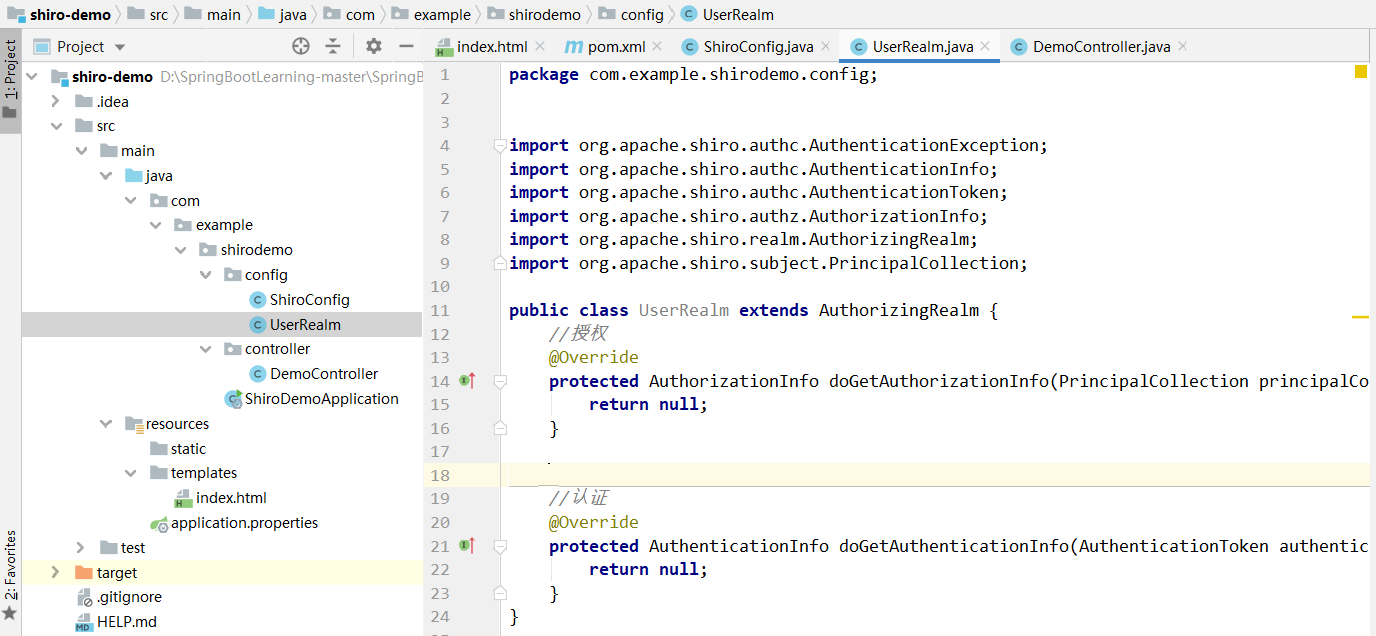 shiro-demo src main java com example shirodemo config UserRealm
1: Project
2: Favorites
Project
index.html pom.xml ShiroConfig.java UserRealm.java DemoController.java
shiro-demo D:\SpringBootLearning-master\SpringB
.idea
src
main
java
com
example
shirodemo
config
ShiroConfig
UserRealm
controller
DemoController
ShiroDemoApplication
resources
static
templates
index.html
application.properties
test
target
.gitignore
HELP.md
1 package com.example.shirodemo.config;
2
3
4 import org.apache.shiro.authc.AuthenticationException;
5 import org.apache.shiro.authc.AuthenticationInfo;
6 import org.apache.shiro.authc.AuthenticationToken;
7 import org.apache.shiro.authz.AuthorizationInfo;
8 import org.apache.shiro.realm.AuthorizingRealm;
9 import org.apache.shiro.subject.PrincipalCollection;
10
11 public class UserRealm extends AuthorizingRealm {
12 //授权
13 @Override
14 protected AuthorizationInfo doGetAuthorizationInfo(PrincipalCollection principalCo
15 return null;
16 }
17
18
19 //认证
20 @Override
21 protected AuthenticationInfo doGetAuthenticationInfo(AuthenticationToken authentic
22 return null;
23 }
24 }